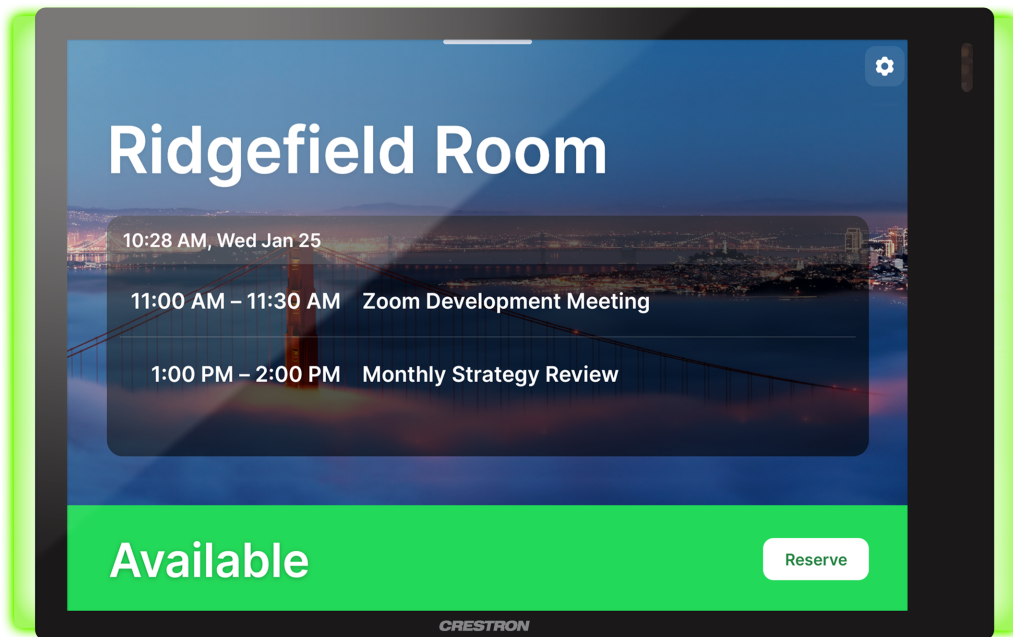 Ridgefield Room
10:28 AM, Wed Jan 25
11:00 AM – 11:30 AM Zoom Development Meeting
1:00 PM – 2:00 PM Monthly Strategy Review
Available
Reserve
CRESTRON